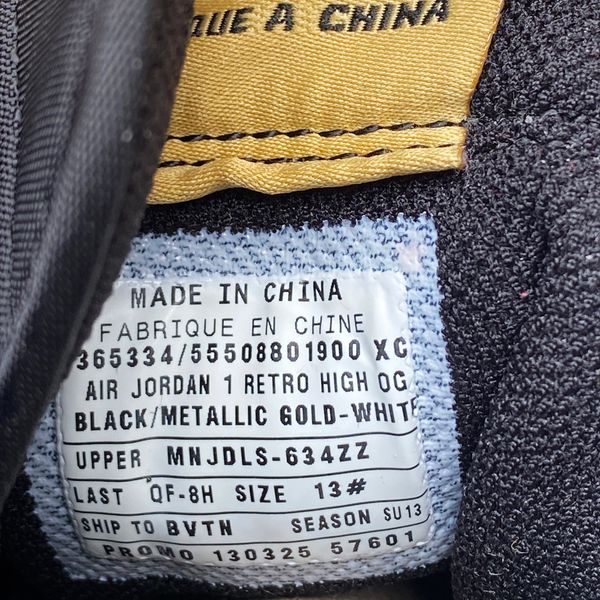 QUE A CHINA
MADE IN CHINA
FABRIQUE EN CHINE
365334/55508801900 XC
AIR JORDAN 1 RETRO HIGH OG
BLACK/METALLIC GOLD-WHITE
UPPER MNJDLS-634ZZ
LAST QF-8H SIZE 13#
SHIP TO BVTN SEASON SU13
PROMO 130325 57601